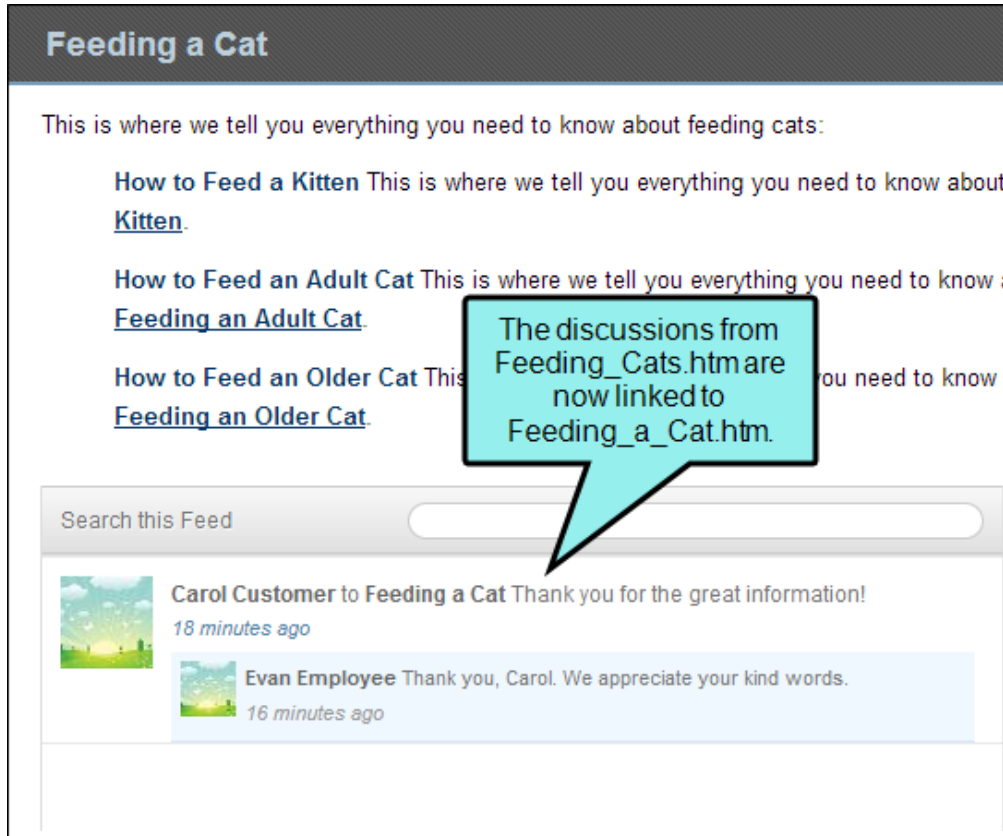 Feeding a Cat
This is where we tell you everything you need to know about feeding cats:
How to Feed a Kitten This is where we tell you everything you need to know about
Kitten.
How to Feed an Adult Cat This is where we tell you everything you need to know
Feeding an Adult Cat.
How to Feed an Older Cat This ou need to know
Feeding an Older Cat.
The discussions from
Feeding_Cats.htm are
now linked to
Feeding_a_Cat.htm.
Search this Feed
Carol Customer to Feeding a Cat Thank you for the great information!
18 minutes ago
Evan Employee Thank you, Carol. We appreciate your kind words.
16 minutes ago